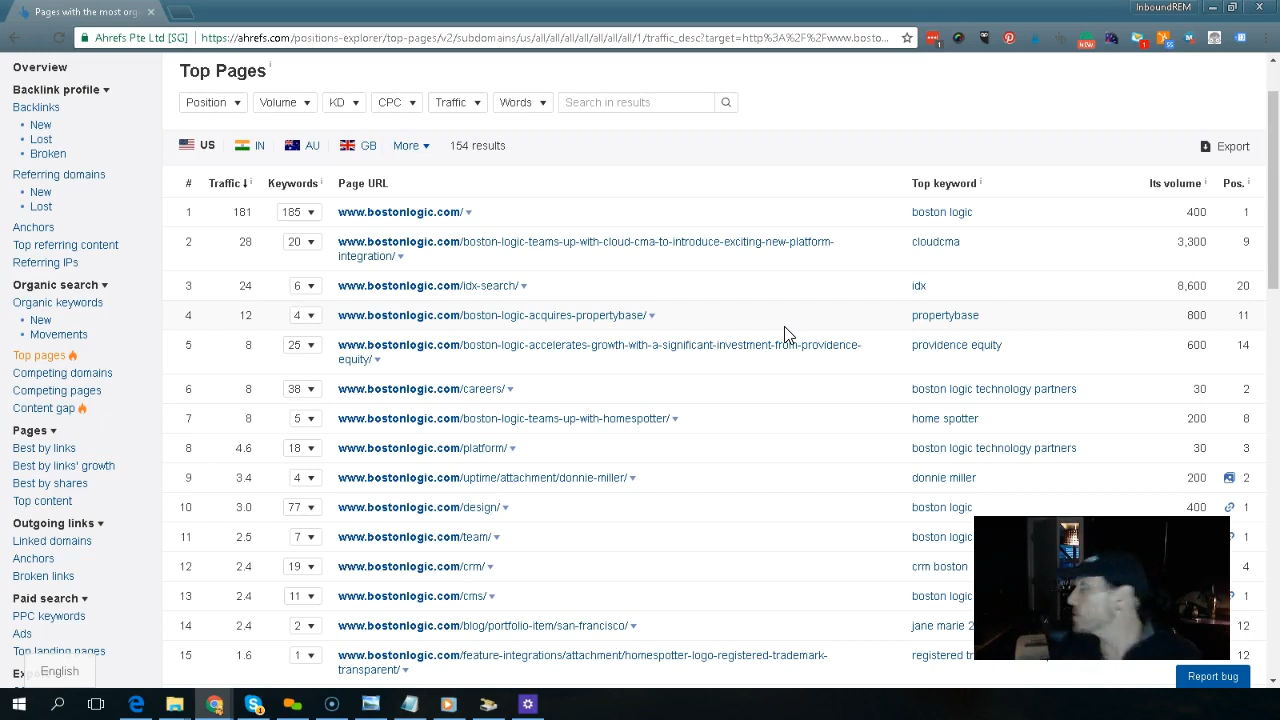 Pages with the most orga
InboundREM
Ahrefs Pte Ltd [SG]
https://ahrefs.com/positions-explorer/top-pages/v2/subdomains/us/all/all/all/all/all/all/1/traffic_desc?target=http%3A%2F%2Fwww.bosto...
Overview
Backlink profile
Backlinks
New
Lost
Broken
Referring domains
New
Lost
Anchors
Top referring content
Referring IPs
Organic search
Organic keywords
New
Movements
Top pages
Competing domains
Competing pages
Content gap
Pages
Best by links
Best by links' growth
Best by shares
Top content
Outgoing links
Linked domains
Anchors
Broken links
Paid search
PPC keywords
Ads
Top landing pages
English
Top Pages
Position Volume KD CPC Traffic Words Search in results
US IN AU GB More 154 results Export
# Traffic Keywords Page URL Top keyword Its volume Pos.
1 181 185 www.bostonlogic.com/ boston logic 400 1
2 28 20 www.bostonlogic.com/boston-logic-teams-up-with-cloud-cma-to-introduce-exciting-new-platform- cloudcma 3,300 9
integration/
3 24 6 www.bostonlogic.com/idx-search/ idx 8,600 20
4 12 4 www.bostonlogic.com/boston-logic-acquires-propertybase/ propertybase 800 11
5 8 25 www.bostonlogic.com/boston-logic-accelerates-growth-with-a-significant-investment-from-providence- providence equity 600 14
equity/
6 8 38 www.bostonlogic.com/careers/ boston logic technology partners 30 2
7 8 5 www.bostonlogic.com/boston-logic-teams-up-with-homespotter/ home spotter 200 8
8 4.6 18 www.bostonlogic.com/platform/ boston logic technology partners 30 3
9 3.4 4 www.bostonlogic.com/uptime/attachment/donnie-miller/ donnie miller 200 2
10 3.0 77 www.bostonlogic.com/design/ boston logic 400 1
11 2.5 7 www.bostonlogic.com/team/ boston logic 1
12 2.4 19 www.bostonlogic.com/crm/ crm boston 4
13 2.4 11 www.bostonlogic.com/cms/ boston logic 1
14 2.4 2 www.bostonlogic.com/blog/portfolio-item/san-francisco/ jane marie 2 12
15 1.6 1 www.bostonlogic.com/feature-integrations/attachment/homespotter-logo-registered-trademark- registered tr 12
transparent/
Report bug